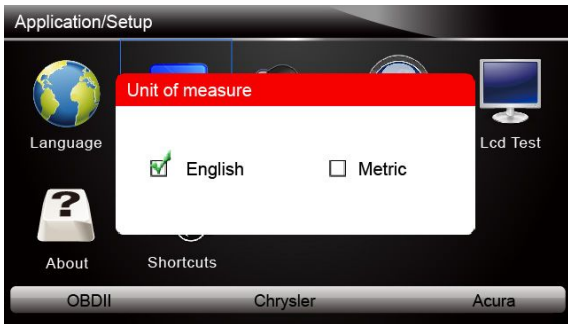 Application/Setup
Unit of measure
Language
Lcd Test
English
Metric
?
About
Shortcuts
OBDII
Chrysler
Acura